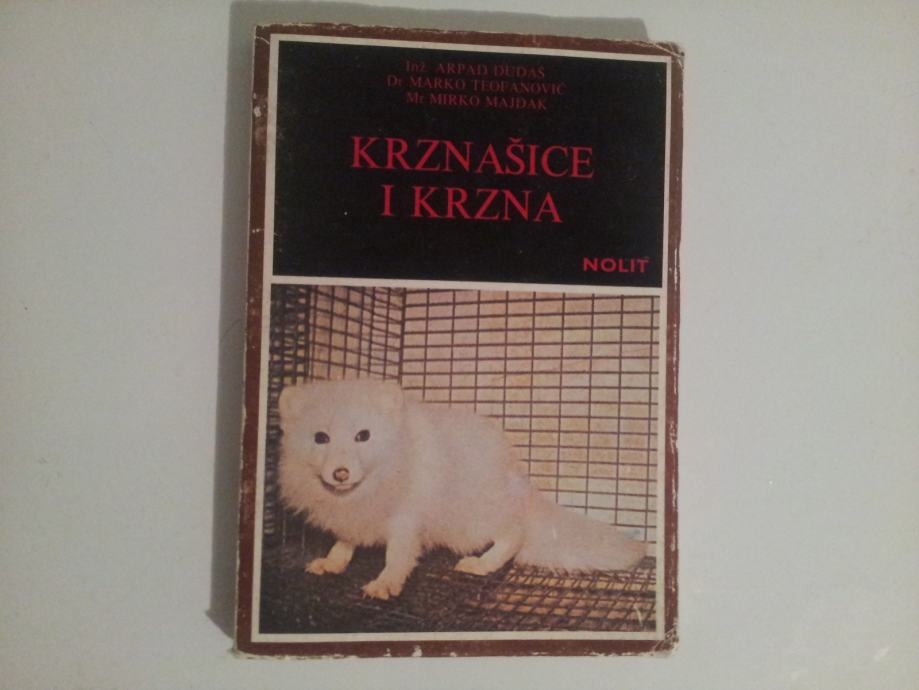 Inž. ARPAD DUDAŠ
Dr MARKO TEOFANOVIĆ
Mr MIRKO MAJDAK
KRZNAŠICE
I KRZNA
NOLIT